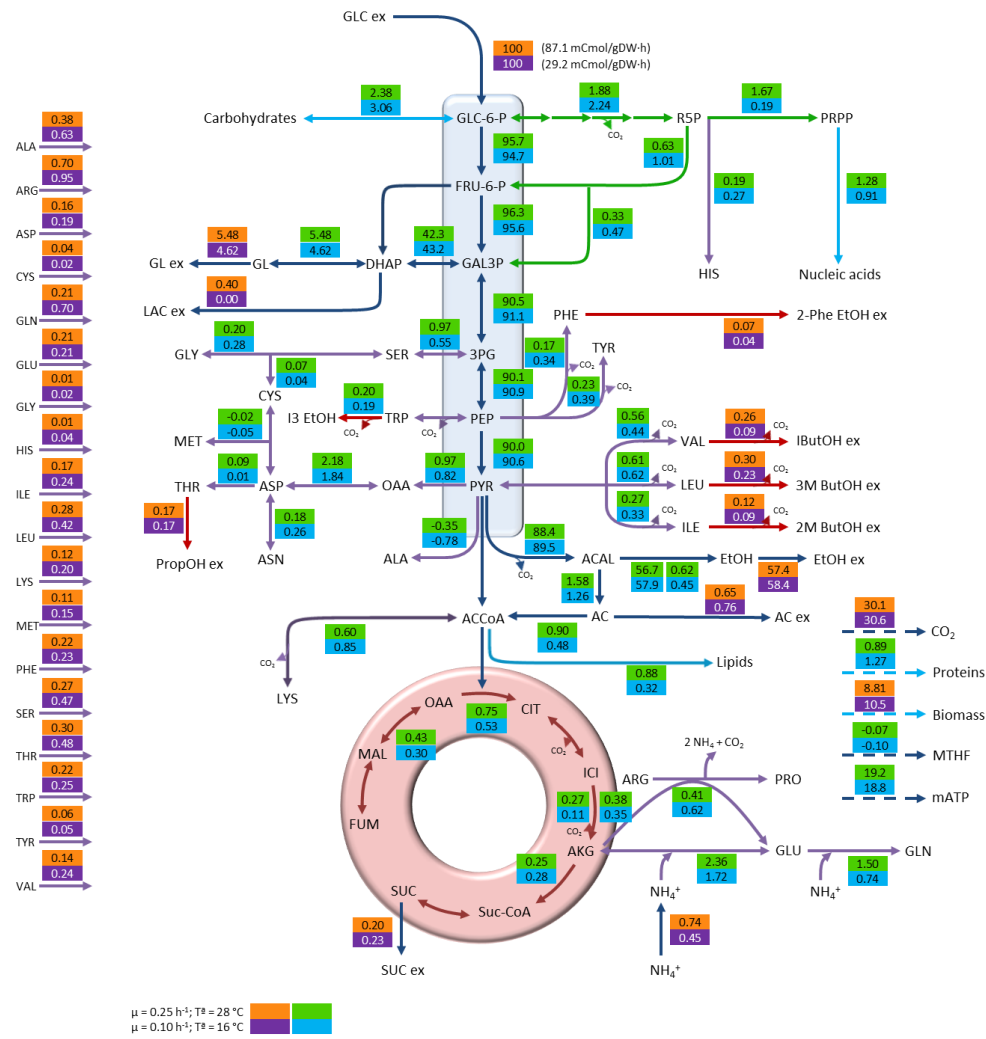 GLC ex
100 (87.1 mCmol/gDW·h)
100 (29.2 mCmol/gDW·h)
0.38
0.63
ALA
0.70
0.95
ARG
0.16
0.19
ASP
0.04
0.02
CYS
0.21
0.70
GLN
0.21
0.21
GLU
0.01
0.02
GLY
0.01
0.04
HIS
0.17
0.24
ILE
0.28
0.42
LEU
0.12
0.20
LYS
0.11
0.15
MET
0.22
0.23
PHE
0.27
0.47
SER
0.30
0.48
THR
0.22
0.25
TRP
0.06
0.05
TYR
0.14
0.24
VAL
2.38
3.06
Carbohydrates
GLC-6-P
1.88
2.24
CO₂
R5P
1.67
0.19
PRPP
95.7
94.7
0.63
1.01
FRU-6-P
0.19
0.27
1.28
0.91
96.3
95.6
0.33
0.47
5.48
4.62
5.48
4.62
42.3
43.2
GL ex
GL
DHAP
GAL3P
HIS
Nucleic acids
0.40
0.00
LAC ex
90.5
91.1
PHE
2-Phe EtOH ex
0.07
0.04
0.20
0.28
0.97
0.55
GLY
SER
3PG
0.17
0.34
TYR
CO₂
0.07
0.04
CYS
90.1
90.9
0.23
0.39
CO₂
0.20
0.19
I3 EtOH
TRP
PEP
CO₂
CO₂
-0.02
-0.05
MET
0.56
0.44
CO₂
VAL
0.26
0.09
CO₂
IButOH ex
0.09
0.01
2.18
1.84
0.97
0.82
90.0
90.6
0.61
0.62
CO₂
0.30
0.23
CO₂
THR
ASP
OAA
PYR
LEU
3M ButOH ex
0.27
0.33
CO₂
ILE
0.12
0.09
CO₂
2M ButOH ex
0.17
0.17
0.18
0.26
-0.35
-0.78
88.4
89.5
PropOH ex
ASN
ALA
CO₂
ACAL
EtOH
EtOH ex
56.7
57.9
0.62
0.45
57.4
58.4
1.58
1.26
0.65
0.76
ACCoA
AC
AC ex
0.60
0.85
0.90
0.48
CO₂
LYS
Lipids
0.88
0.32
30.1
30.6
CO₂
0.89
1.27
Proteins
8.81
10.5
Biomass
-0.07
-0.10
MTHF
19.2
18.8
mATP
OAA
CIT
0.75
0.53
0.43
0.30
MAL
CO₂
ICI
FUM
0.27
0.11
0.38
0.35
CO₂
AKG
0.25
0.28
SUC
Suc-CoA
0.20
0.23
SUC ex
2 NH₄ + CO₂
ARG
PRO
0.41
0.62
GLU
GLN
2.36
1.72
1.50
0.74
NH₄⁺
NH₄⁺
0.74
0.45
NH₄⁺
µ = 0.25 h⁻¹; Tª = 28 °C
µ = 0.10 h⁻¹; Tª = 16 °C